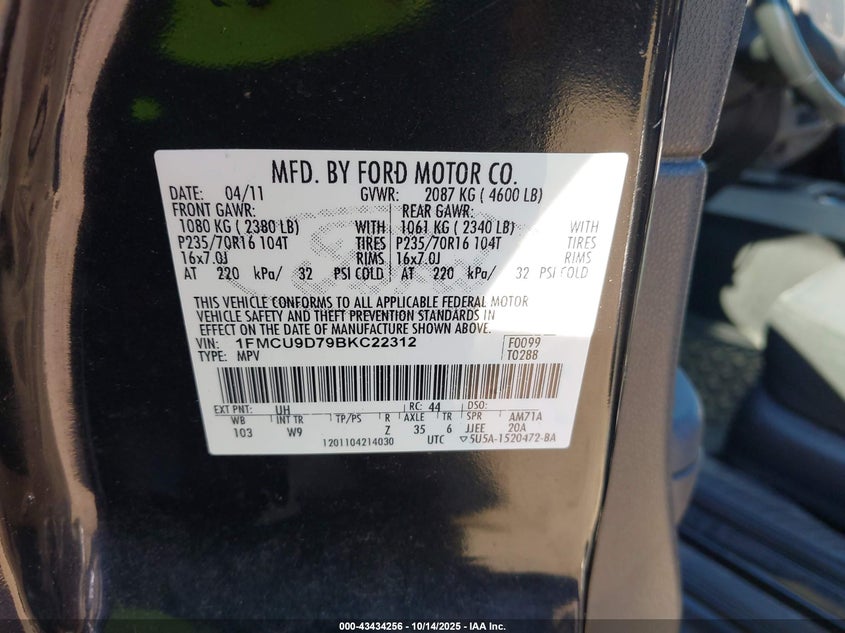 MFD. BY FORD MOTOR CO.
DATE: 04/11 GVWR: 2087 KG ( 4600 LB)
FRONT GAWR: REAR GAWR:
1080 KG ( 2380 LB) WITH 1061 KG ( 2340 LB) WITH
P235/70R16 104T TIRES P235/70R16 104T TIRES
16x7.0J RIMS 16x7.0J RIMS
AT 220 kPa/ 32 PSI COLD AT 220 kPa/ 32 PSI COLD
THIS VEHICLE CONFORMS TO ALL APPLICABLE FEDERAL MOTOR
VEHICLE SAFETY AND THEFT PREVENTION STANDARDS IN
EFFECT ON THE DATE OF MANUFACTURE SHOWN ABOVE.
VIN: 1FMCU9D79BKC22312 F0099
TYPE: MPV T0288
EXT PNT: UH RC: 44 DSO:
WB INT TR TP/PS R AXLE TR SPR AM71A
103 W9 Z 35 6 JJEE 20A
1201104214030 UTC ▽5U5A-1520472-BA
000-43434256 - 10/14/2025 - IAA Inc.